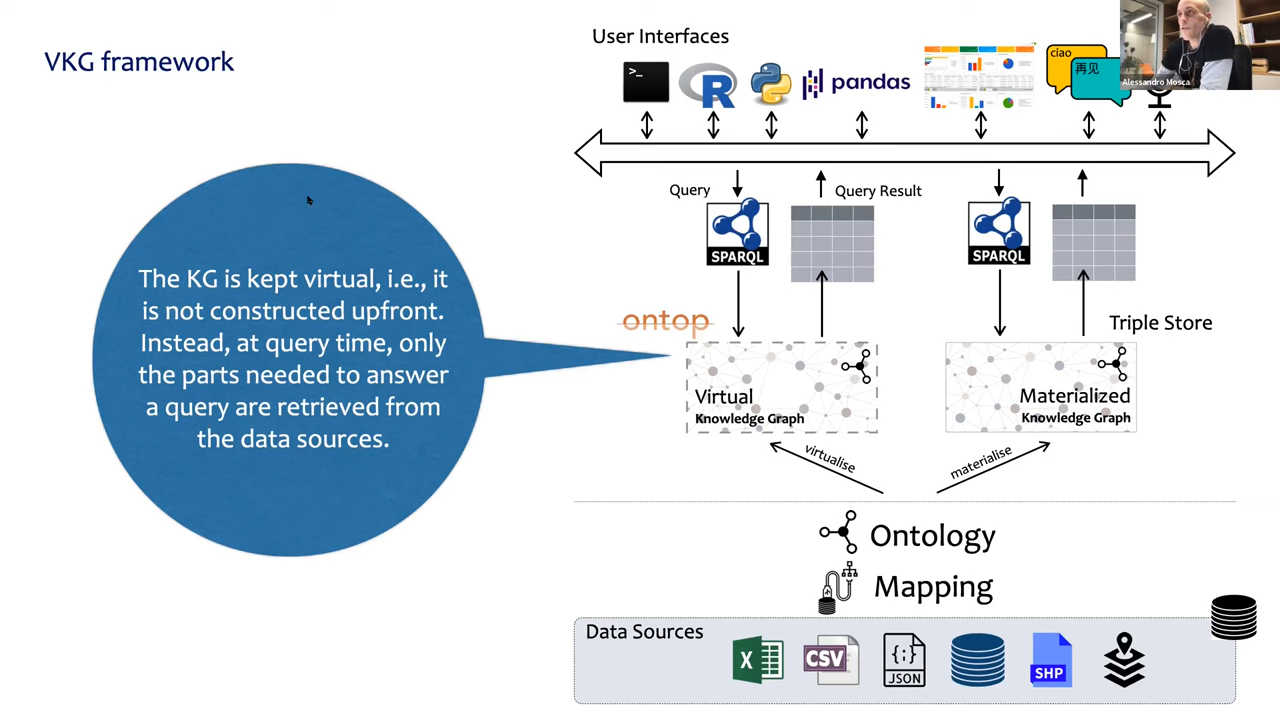 VKG framework
User Interfaces
>_
R
pandas
ciao
再见
Alessandro Mosca
Query
Query Result
SPARQL
SPARQL
The KG is kept virtual, i.e., it
is not constructed upfront.
Instead, at query time, only
the parts needed to answer
a query are retrieved from
the data sources.
ontop
Triple Store
Virtual
Knowledge Graph
Materialized
Knowledge Graph
virtualise
materialise
Ontology
Mapping
Data Sources
X
CSV
{;}
JSON
SHP